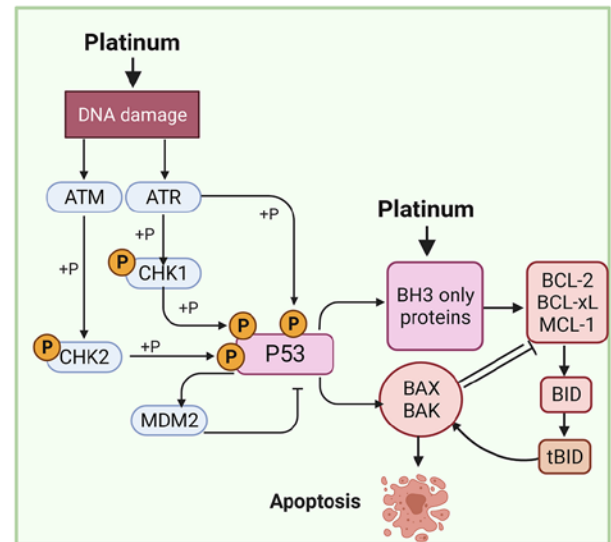 Platinum
DNA damage
ATM
ATR
+P
+P
+P
P
CHK1
+P
Platinum
BH3 only
proteins
BCL-2
BCL-xL
MCL-1
P
P
P
P53
P
CHK2
+P
MDM2
BAX
BAK
BID
tBID
Apoptosis